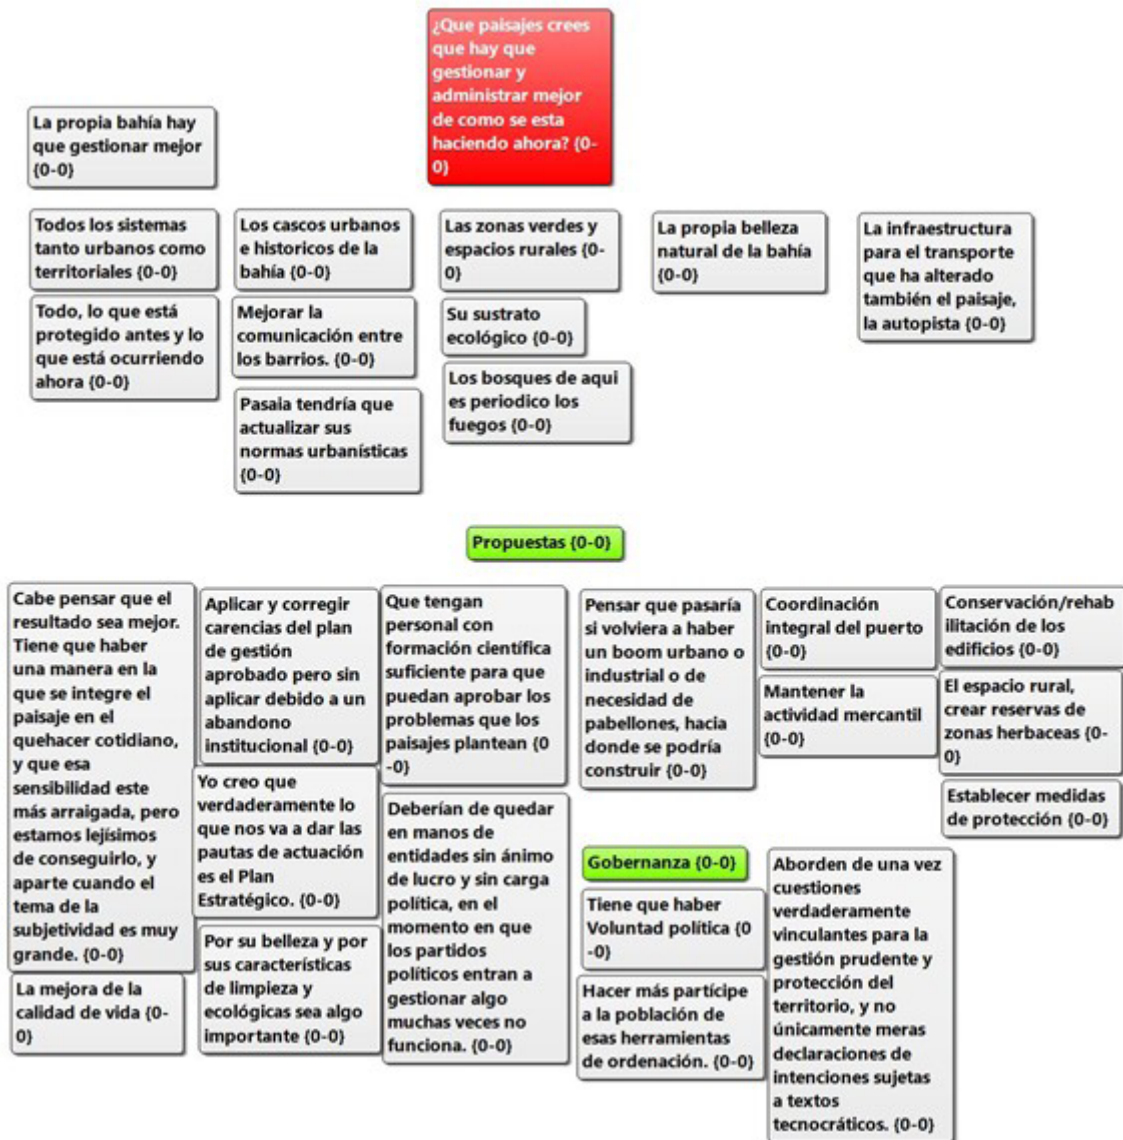 ¿Que paisajes crees
que hay que
gestionar y
administrar mejor
de como se esta
haciendo ahora? {0-
0}
La propia bahía hay
que gestionar mejor
{0-0}
Todos los sistemas
tanto urbanos como
territoriales {0-0}
Todo, lo que está
protegido antes y lo
que está ocurriendo
ahora {0-0}
Los cascos urbanos
e historicos de la
bahía {0-0}
Mejorar la
comunicación entre
los barrios. {0-0}
Pasaia tendría que
actualizar sus
normas urbanísticas
{0-0}
Las zonas verdes y
espacios rurales {0-
0}
Su sustrato
ecológico {0-0}
Los bosques de aqui
es periodico los
fuegos {0-0}
La propia belleza
natural de la bahía
{0-0}
La infraestructura
para el transporte
que ha alterado
también el paisaje,
la autopista {0-0}
Propuestas {0-0}
Cabe pensar que el
resultado sea mejor.
Tiene que haber
una manera en la
que se integre el
paisaje en el
quehacer cotidiano,
y que esa
sensibilidad este
más arraigada, pero
estamos lejísimos
de conseguirlo, y
aparte cuando el
tema de la
subjetividad es muy
grande. {0-0}
La mejora de la
calidad de vida {0-
0}
Aplicar y corregir
carencias del plan
de gestión
aprobado pero sin
aplicar debido a un
abandono
institucional {0-0}
Yo creo que
verdaderamente lo
que nos va a dar las
pautas de actuación
es el Plan
Estratégico. {0-0}
Por su belleza y por
sus características
de limpieza y
ecológicas sea algo
importante {0-0}
Que tengan
personal con
formación científica
suficiente para que
puedan aprobar los
problemas que los
paisajes plantean {0
-0}
Deberían de quedar
en manos de
entidades sin ánimo
de lucro y sin carga
política, en el
momento en que
los partidos
políticos entran a
gestionar algo
muchas veces no
funciona. {0-0}
Pensar que pasaría
si volviera a haber
un boom urbano o
industrial o de
necesidad de
pabellones, hacia
donde se podría
construir {0-0}
Coordinación
integral del puerto
{0-0}
Mantener la
actividad mercantil
{0-0}
Conservación/rehab
ilitación de los
edificios {0-0}
El espacio rural,
crear reservas de
zonas herbaceas {0-
0}
Establecer medidas
de protección {0-0}
Gobernanza {0-0}
Tiene que haber
Voluntad política {0
-0}
Hacer más partícipe
a la población de
esas herramientas
de ordenación. {0-0}
Aborden de una vez
cuestiones
verdaderamente
vinculantes para la
gestión prudente y
protección del
territorio, y no
únicamente meras
declaraciones de
intenciones sujetas
a textos
tecnocráticos. {0-0}